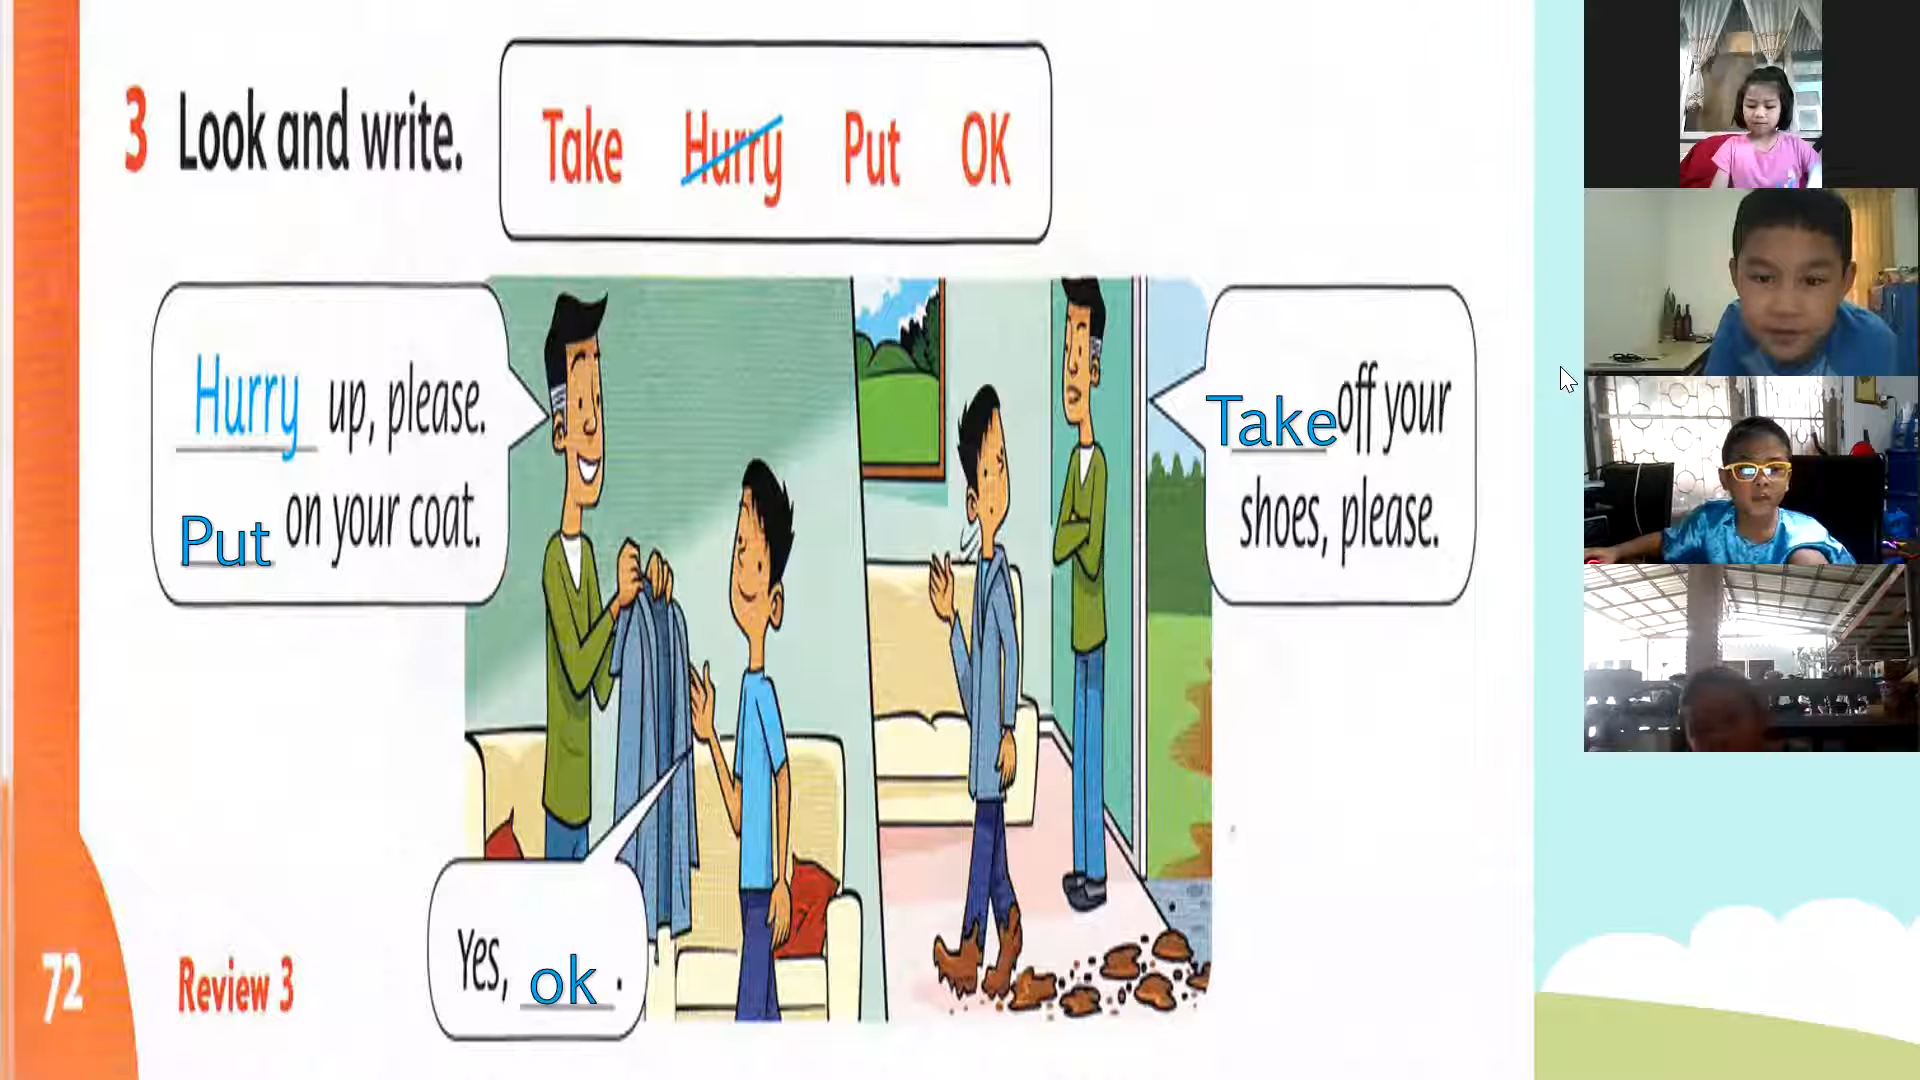 3 Look and write.
Take Hurry Put OK
Hurry up, please.
Put on your coat.
Take off your
shoes, please.
Yes, ok .
72 Review 3